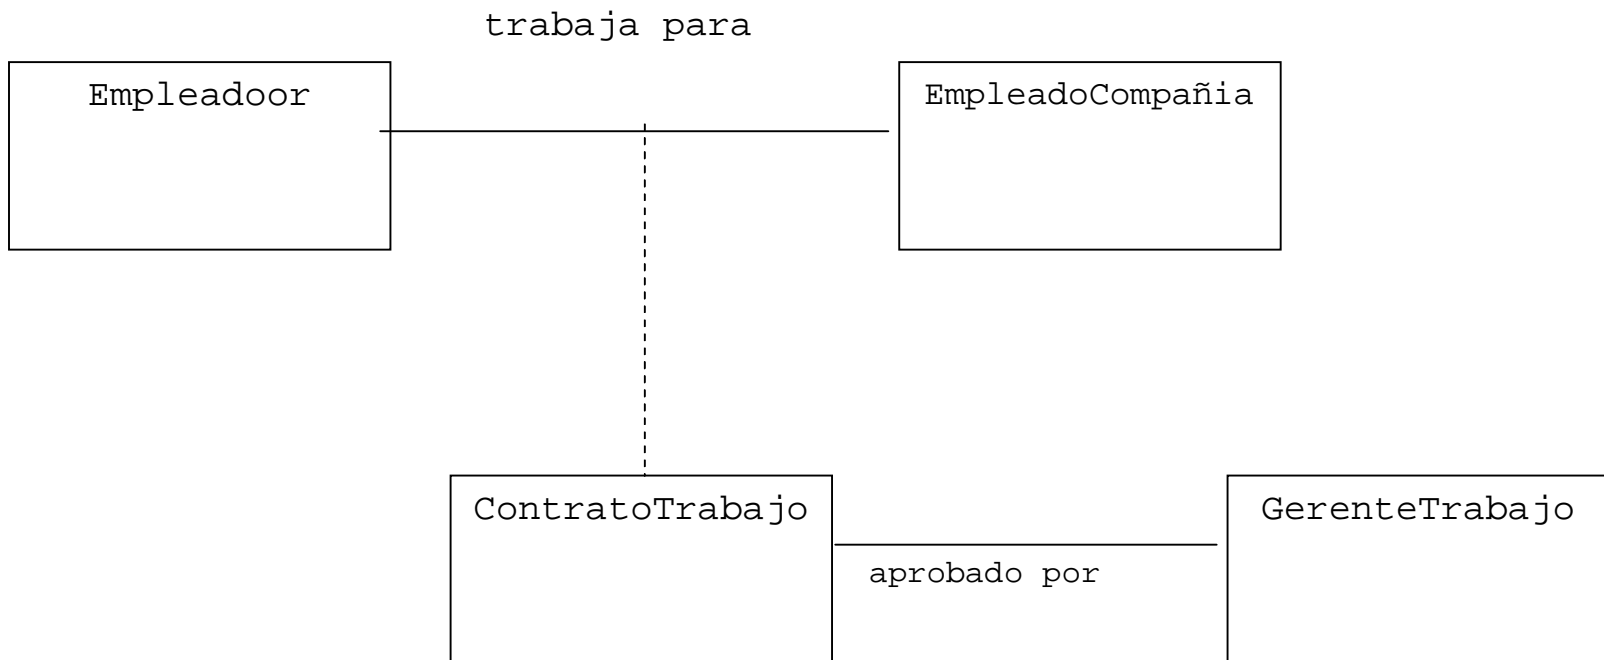 trabaja para
Empleadoor
EmpleadoCompañia
ContratoTrabajo
GerenteTrabajo
aprobado por